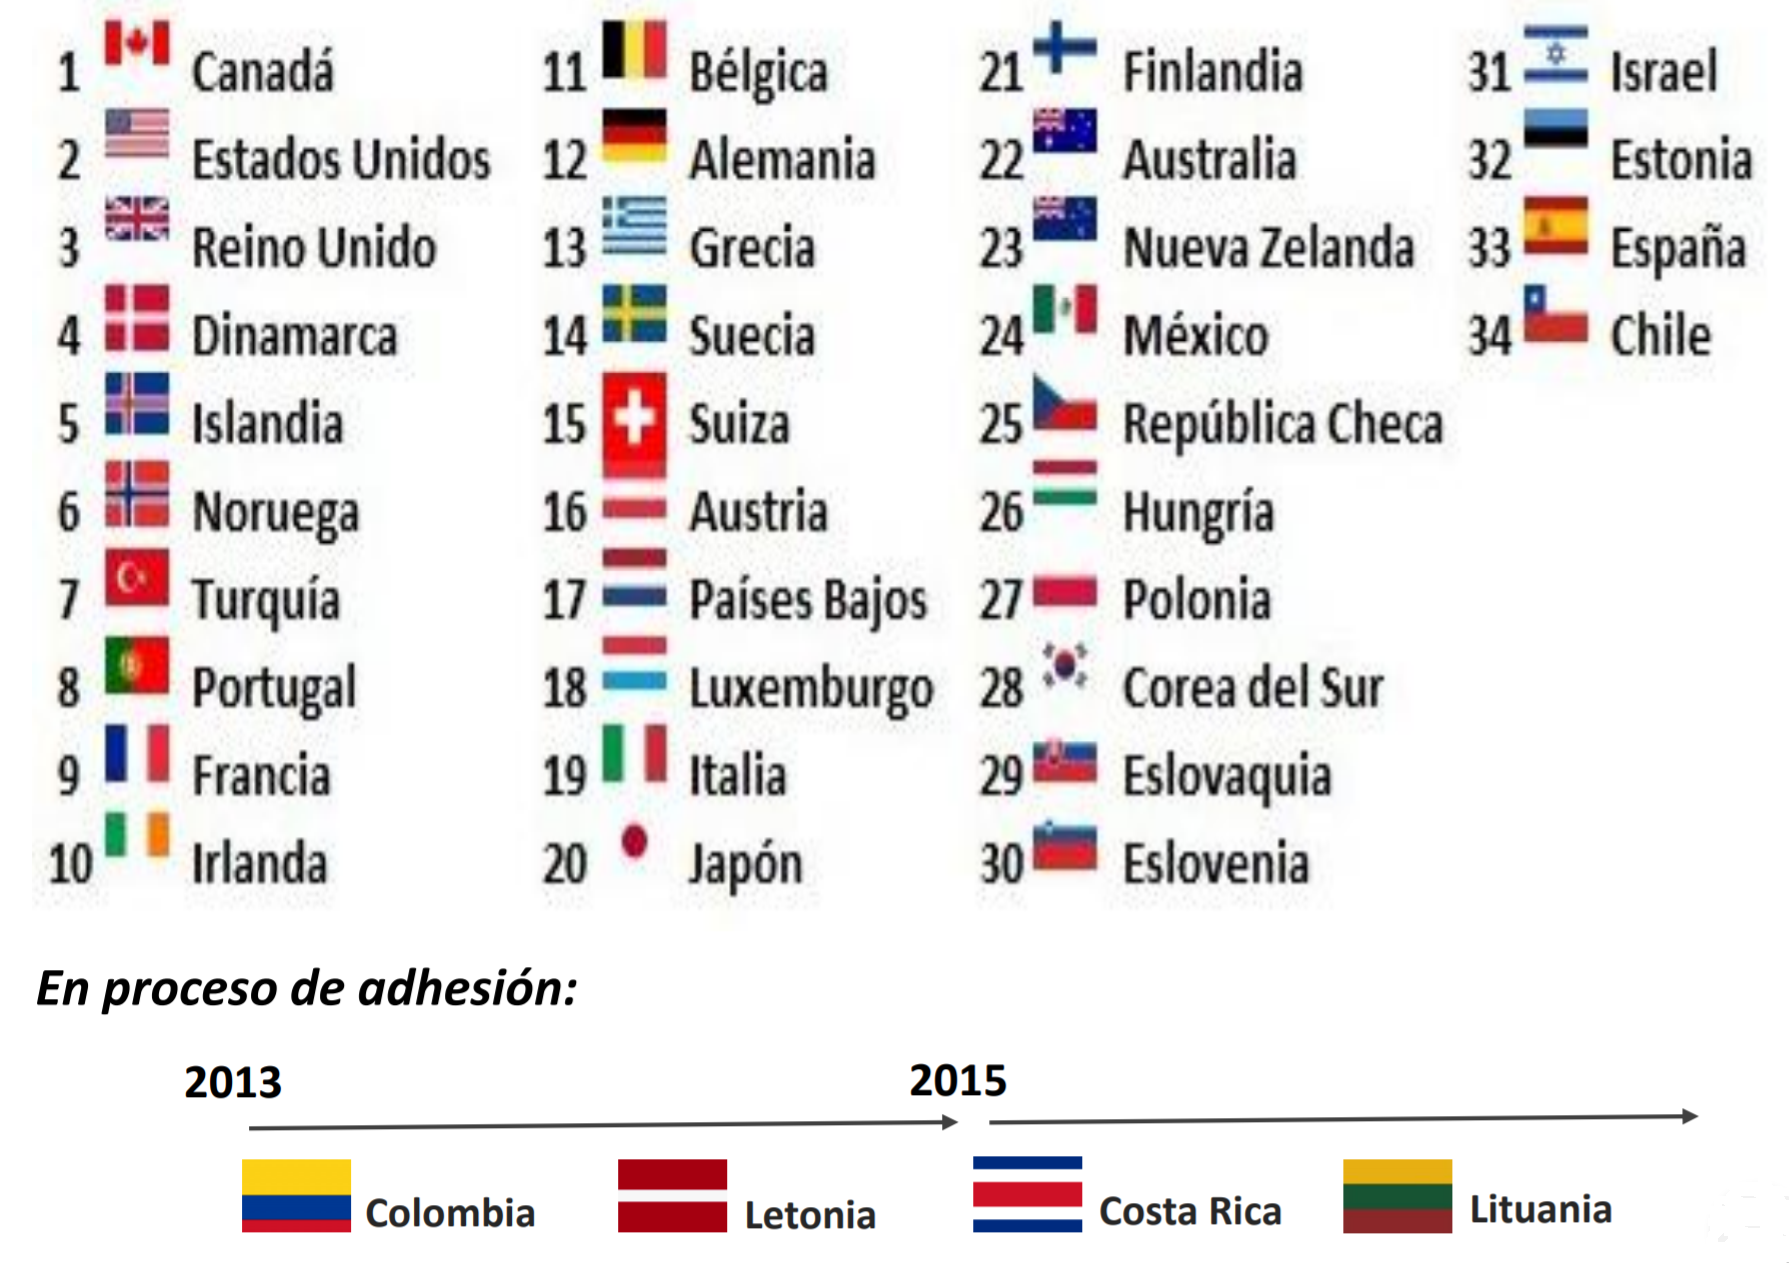 1 Canadá
2 Estados Unidos
3 Reino Unido
4 Dinamarca
5 Islandia
6 Noruega
7 Turquía
8 Portugal
9 Francia
10 Irlanda
11 Bélgica
12 Alemania
13 Grecia
14 Suecia
15 Suiza
16 Austria
17 Países Bajos
18 Luxemburgo
19 Italia
20 Japón
21 Finlandia
22 Australia
23 Nueva Zelanda
24 México
25 República Checa
26 Hungría
27 Polonia
28 Corea del Sur
29 Eslovaquia
30 Eslovenia
31 Israel
32 Estonia
33 España
34 Chile
En proceso de adhesión:
2013
2015
Colombia
Letonia
Costa Rica
Lituania